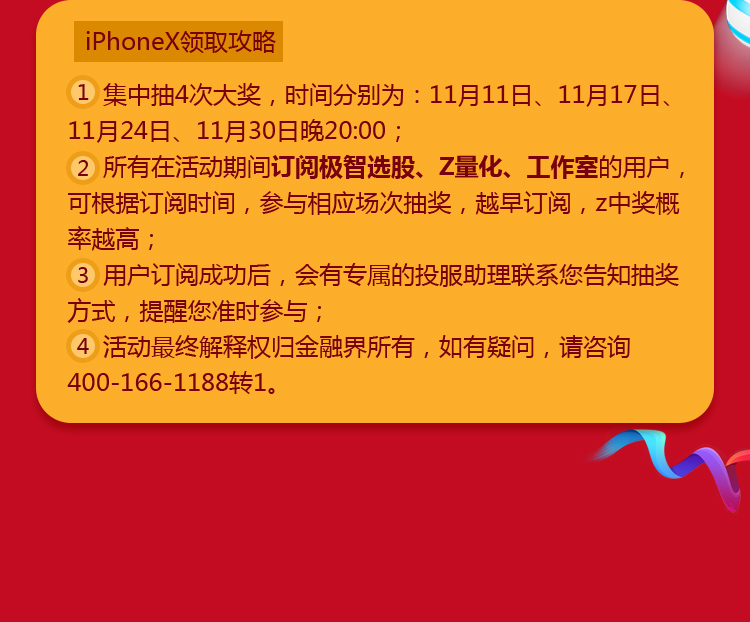 iPhoneX领取攻略
1 集中抽4次大奖，时间分别为：11月11日、11月17日、
11月24日、11月30日晚20:00；
2 所有在活动期间订阅极智选股、Z量化、工作室的用户，
可根据订阅时间，参与相应场次抽奖，越早订阅，z中奖概
率越高；
3 用户订阅成功后，会有专属的投服助理联系您告知抽奖
方式，提醒您准时参与；
4 活动最终解释权归金融界所有，如有疑问，请咨询
400-166-1188转1。